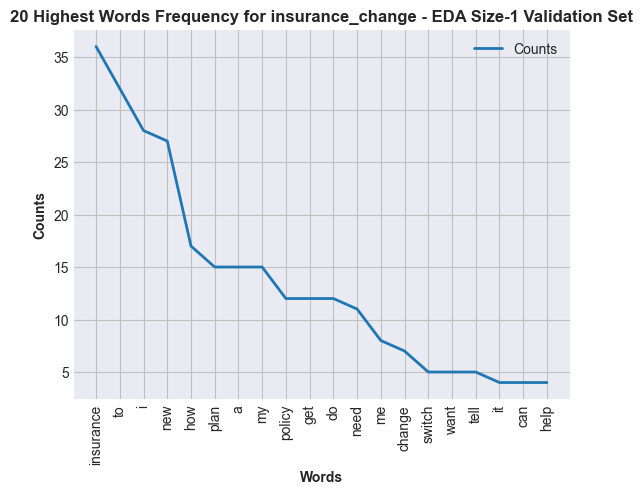 20 Highest Words Frequency for insurance_change - EDA Size-1 Validation Set
Counts
35
30
25
20
15
10
5
Counts
insurance
to
i
new
how
plan
a
my
policy
get
do
need
me
change
switch
want
tell
it
can
help
Words